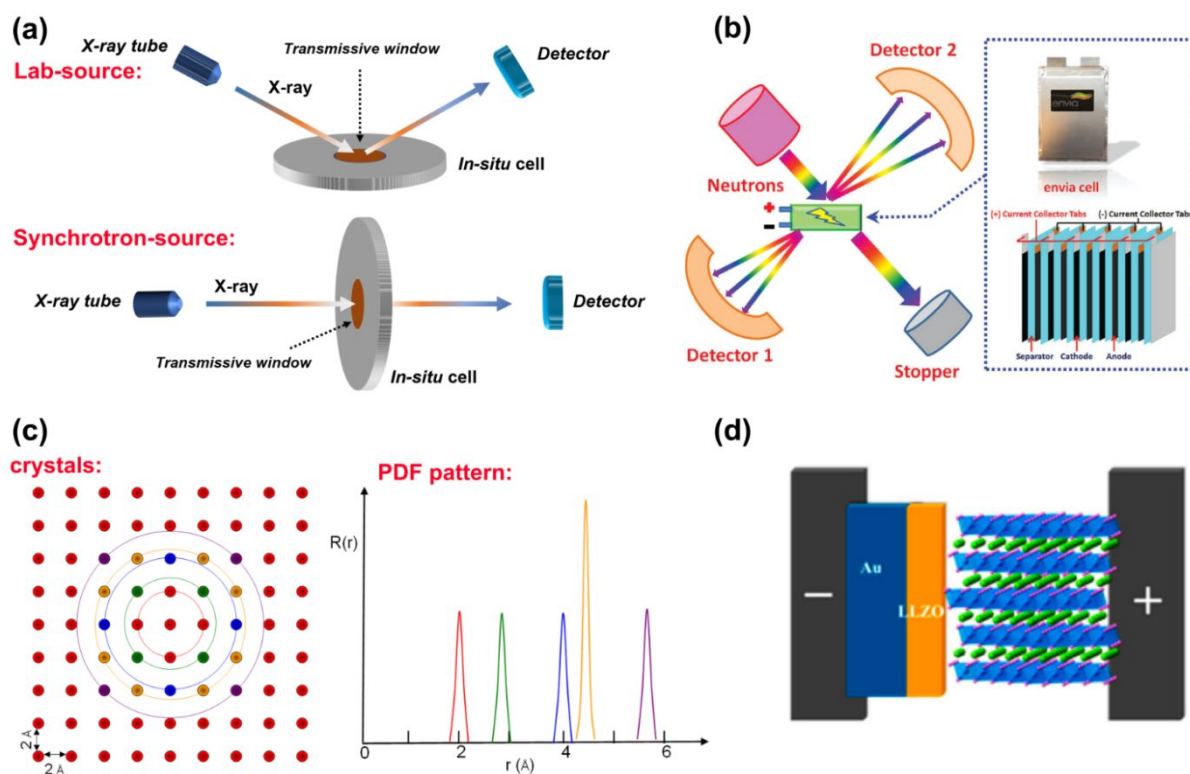 (a)
X-ray tube
Transmissive window
Detector
Lab-source:
X-ray
In-situ cell
Synchrotron-source:
X-ray
X-ray tube
Detector
Transmissive window
In-situ cell
(b)
Detector 2
Neutrons
+
−
Detector 1
Stopper
envia
envia cell
(+) Current Collector Tabs
(-) Current Collector Tabs
Separator
Cathode
Anode
(c)
crystals:
2 Å
2 Å
PDF pattern:
R(r)
0
2
4
6
r (Å)
(d)
−
Au
LLZO
+